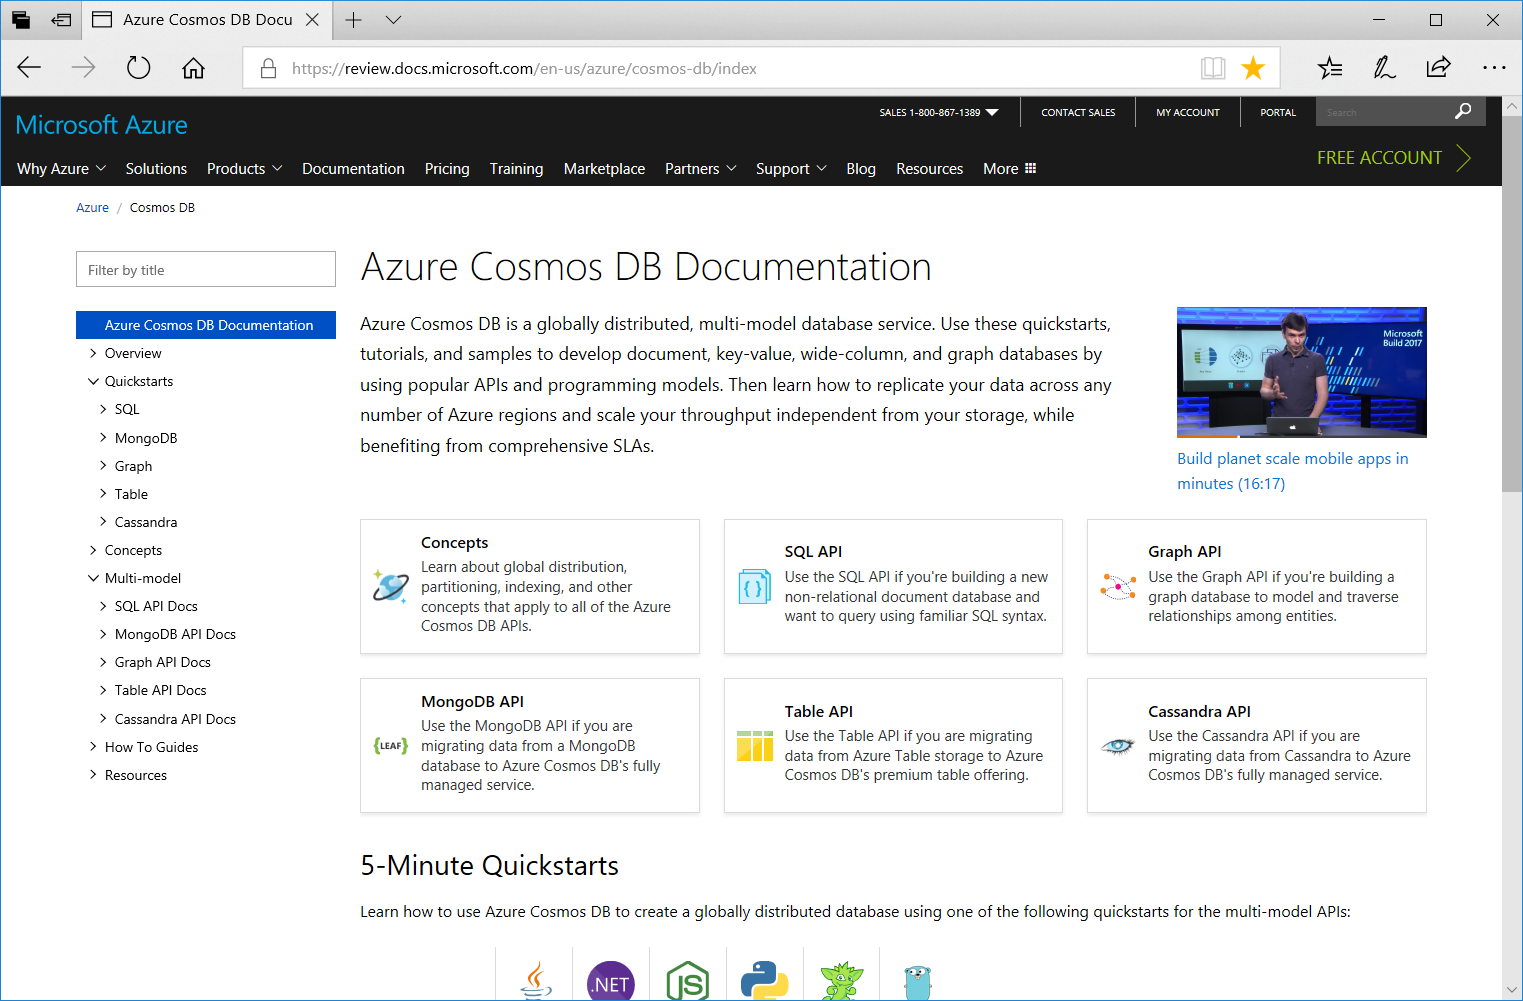 Azure Cosmos DB Docu
https://review.docs.microsoft.com/en-us/azure/cosmos-db/index
SALES 1-800-867-1389
CONTACT SALES
MY ACCOUNT
PORTAL
Search
Microsoft Azure
FREE ACCOUNT
Why Azure
Solutions
Products
Documentation
Pricing
Training
Marketplace
Partners
Support
Blog
Resources
More
Azure / Cosmos DB
Filter by title
Azure Cosmos DB Documentation
Overview
Quickstarts
SQL
MongoDB
Graph
Table
Cassandra
Concepts
Multi-model
SQL API Docs
MongoDB API Docs
Graph API Docs
Table API Docs
Cassandra API Docs
How To Guides
Resources
Azure Cosmos DB Documentation
Azure Cosmos DB is a globally distributed, multi-model database service. Use these quickstarts,
tutorials, and samples to develop document, key-value, wide-column, and graph databases by
using popular APIs and programming models. Then learn how to replicate your data across any
number of Azure regions and scale your throughput independent from your storage, while
benefiting from comprehensive SLAs.
Microsoft
Build 2017
Build planet scale mobile apps in
minutes (16:17)
Concepts
Learn about global distribution,
partitioning, indexing, and other
concepts that apply to all of the Azure
Cosmos DB APIs.
SQL API
Use the SQL API if you're building a new
non-relational document database and
want to query using familiar SQL syntax.
Graph API
Use the Graph API if you're building a
graph database to model and traverse
relationships among entities.
{LEAF}
MongoDB API
Use the MongoDB API if you are
migrating data from a MongoDB
database to Azure Cosmos DB's fully
managed service.
Table API
Use the Table API if you are migrating
data from Azure Table storage to Azure
Cosmos DB's premium table offering.
Cassandra API
Use the Cassandra API if you are
migrating data from Cassandra to Azure
Cosmos DB's fully managed service.
5-Minute Quickstarts
Learn how to use Azure Cosmos DB to create a globally distributed database using one of the following quickstarts for the multi-model APIs:
.NET
JS